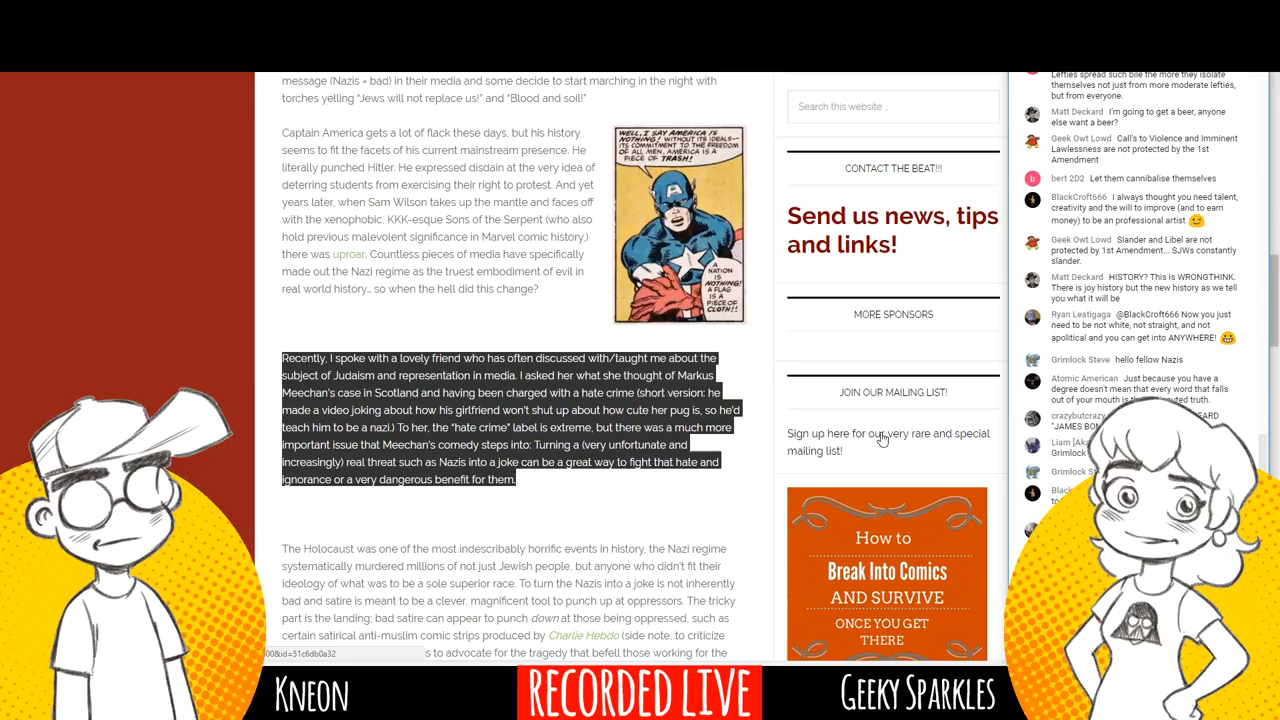 message (Nazis = bad) in their media and some decide to start marching in the night with
torches yelling “Jews will not replace us!” and “Blood and soil!”
Captain America gets a lot of flack these days, but his history
seems to fit the facets of his current mainstream presence. He
literally punched Hitler. He expressed disdain at the very idea of
deterring students from exercising their right to protest. And yet
years later, when Sam Wilson takes up the mantle and faces off
with the xenophobic, KKK-esque Sons of the Serpent (who also
hold previous malevolent significance in Marvel comic history,)
there was uproar. Countless pieces of media have specifically
made out the Nazi regime as the truest embodiment of evil in
real world history… so when the hell did this change?
WELL, I SAY AMERICA IS
NOTHING! WITHOUT ITS IDEALS--
ITS COMMITMENT TO THE FREEDOM
OF ALL MEN, AMERICA IS A
PIECE OF TRASH!
A
NATION
IS
NOTHING!
A FLAG
IS A
PIECE OF
CLOTH!!
Recently, I spoke with a lovely friend who has often discussed with/taught me about the
subject of Judaism and representation in media. I asked her what she thought of Markus
Meechan's case in Scotland and having been charged with a hate crime (short version: he
made a video joking about how his girlfriend won't shut up about how cute her pug is, so he'd
teach him to be a nazi.) To her, the “hate crime” label is extreme, but there was a much more
important issue that Meechan's comedy steps into: Turning a (very unfortunate and
increasingly) real threat such as Nazis into a joke can be a great way to fight that hate and
ignorance or a very dangerous benefit for them.
The Holocaust was one of the most indescribably horrific events in history, the Nazi regime
systematically murdered millions of not just Jewish people, but anyone who didn't fit their
ideology of what was to be a sole superior race. To turn the Nazis into a joke is not inherently
bad and satire is meant to be a clever, magnificent tool to punch up at oppressors. The tricky
part is the landing; bad satire can appear to punch down at those being oppressed, such as
certain satirical anti-muslim comic strips produced by Charlie Hebdo (side note, to criticize
s to advocate for the tragedy that befell those working for the
00&id=51c6db0a32
Search this website …
CONTACT THE BEAT!!!
Send us news, tips
and links!
MORE SPONSORS
JOIN OUR MAILING LIST!
Sign up here for our very rare and special
mailing list!
How to
Break Into Comics
AND SURVIVE
ONCE YOU GET
THERE
Lefties spread such bile the more they isolate
themselves not just from more moderate lefties,
but from everyone.
Matt Deckard I'm going to get a beer, anyone
else want a beer?
Geek Owt Lowd Call's to Violence and Imminent
Lawlessness are not protected by the 1st
Amendment
b
bert 2D2 Let them cannibalise themselves
BlackCroft666 I always thought you need talent,
creativity and the will to improve (and to earn
money) to be an professional artist
Geek Owt Lowd Slander and Libel are not
protected by 1st Amendment... SJWs constantly
slander.
Matt Deckard HISTORY? This is WRONGTHINK.
There is joy history but the new history as we tell
you what it will be
Ryan Leatigaga @BlackCroft666 Now you just
need to be not white, not straight, and not
apolitical and you can get into ANYWHERE!
Grimlock Steve hello fellow Nazis
Atomic American Just because you have a
degree doesn't mean that every word that falls
out of your mouth is
truth.
crazybutcrazy
"JAMES
Liam
Grimlock
Grimlock
KNEON
RECORDED LIVE
GEEKY SPARKLES